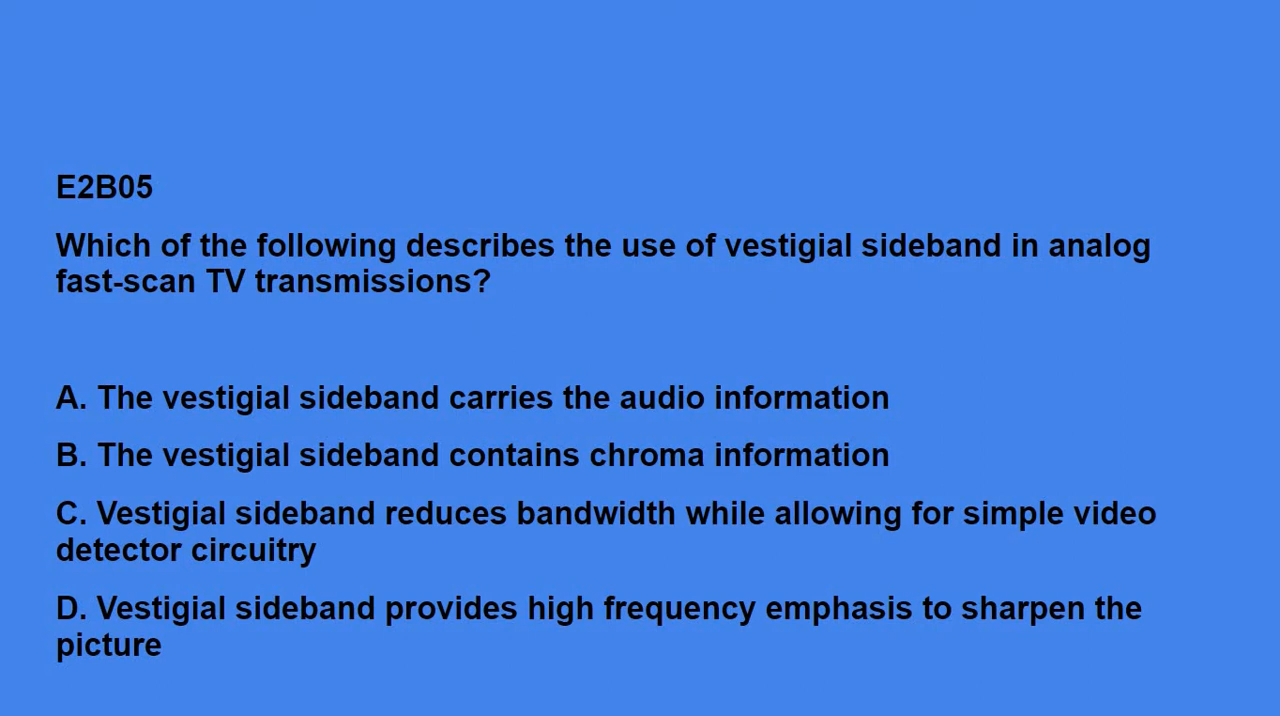 E2B05
Which of the following describes the use of vestigial sideband in analog
fast-scan TV transmissions?
A. The vestigial sideband carries the audio information
B. The vestigial sideband contains chroma information
C. Vestigial sideband reduces bandwidth while allowing for simple video
detector circuitry
D. Vestigial sideband provides high frequency emphasis to sharpen the
picture